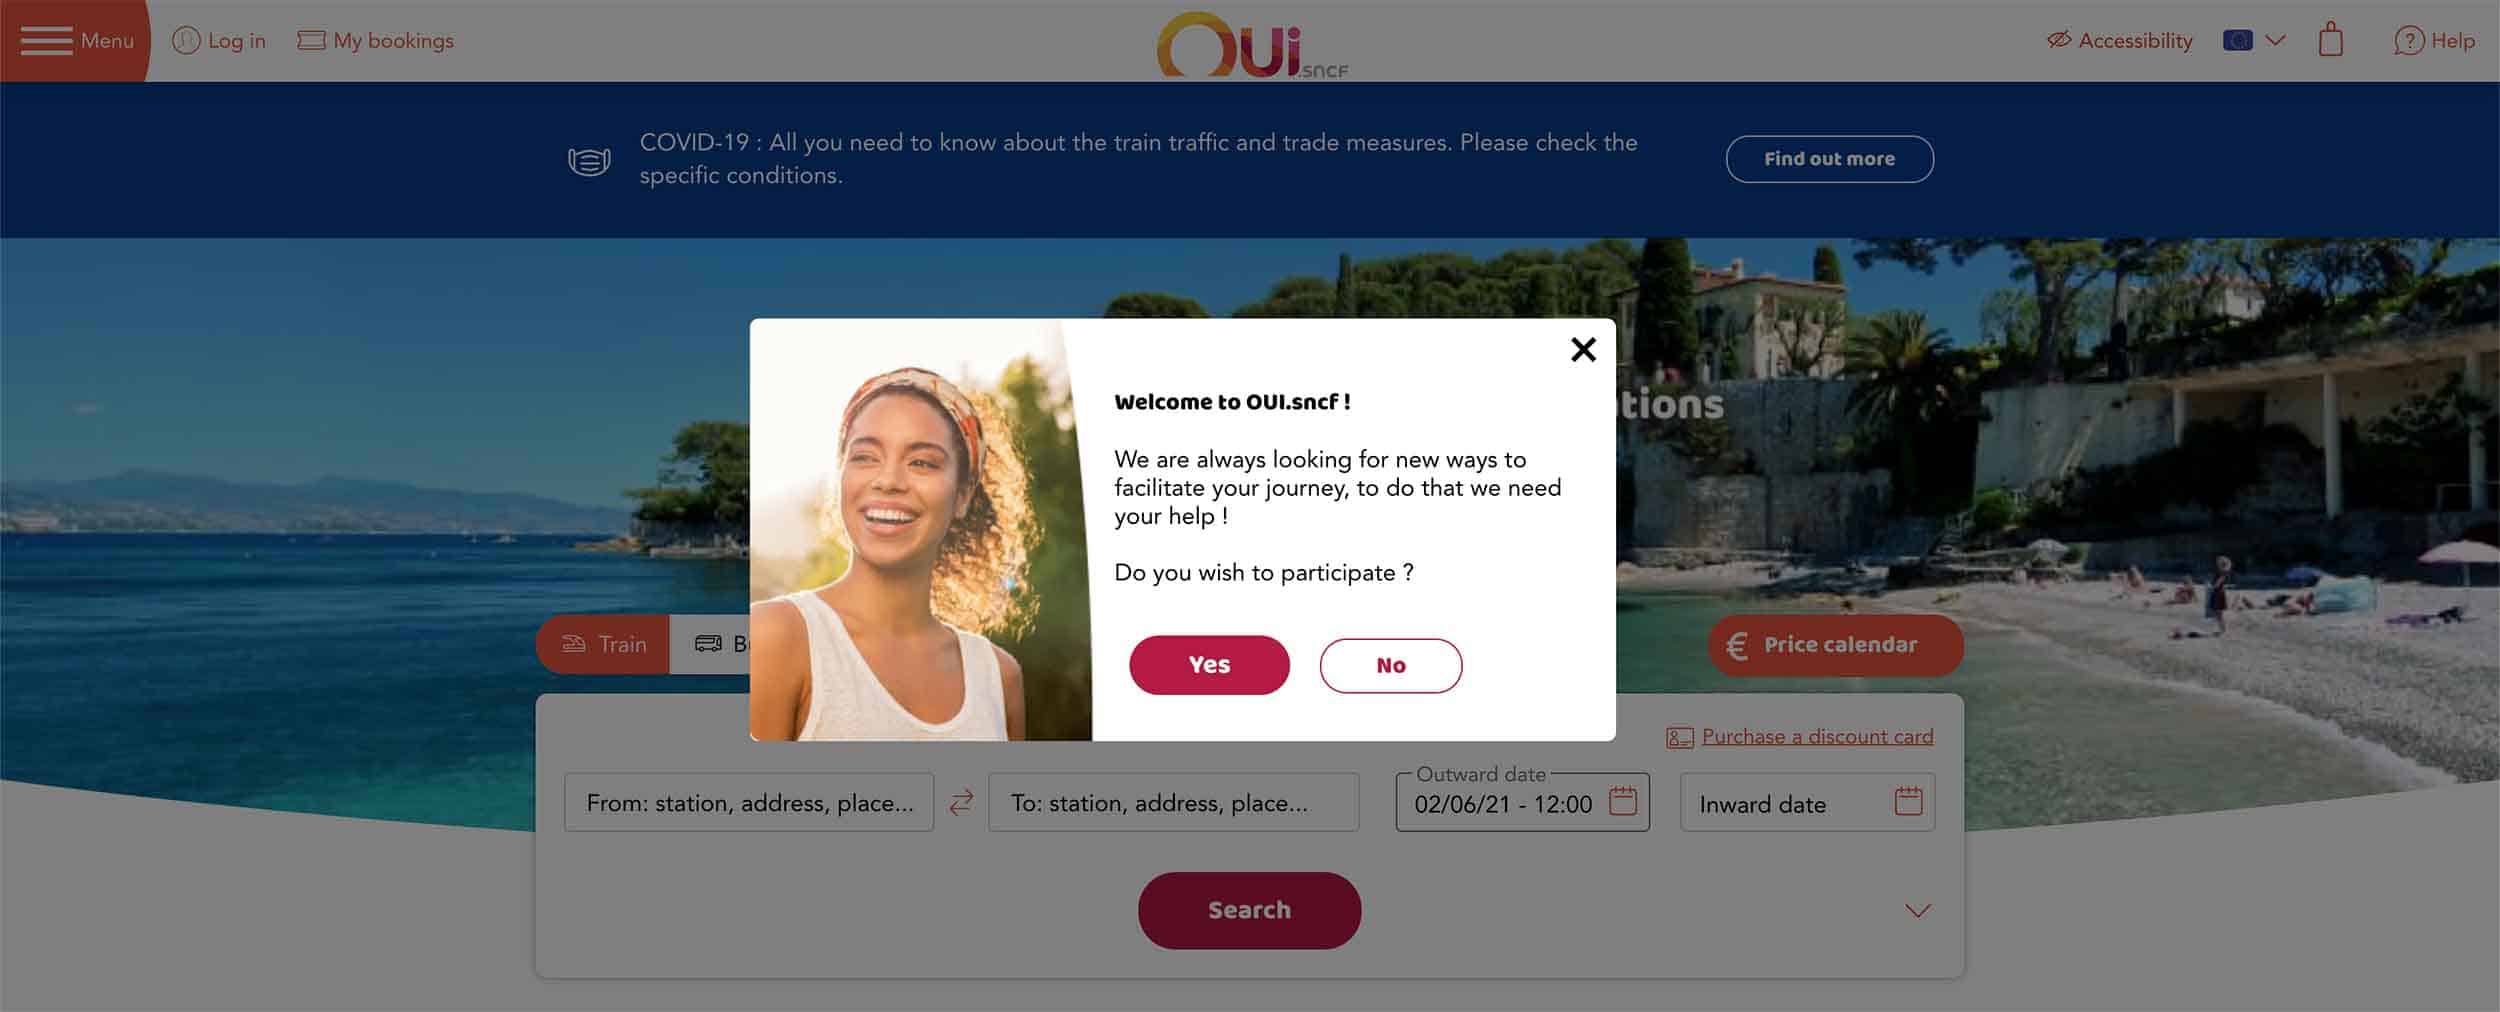 Menu
Log in
My bookings
OUi.sncf
Accessibility
Help
COVID-19 : All you need to know about the train traffic and trade measures. Please check the
specific conditions.
Find out more
tions
Welcome to OUI.sncf !
We are always looking for new ways to
facilitate your journey, to do that we need
your help !
Do you wish to participate ?
Yes
No
Train
B
€ Price calendar
Purchase a discount card
From: station, address, place...
To: station, address, place...
Outward date
02/06/21 - 12:00
Inward date
Search